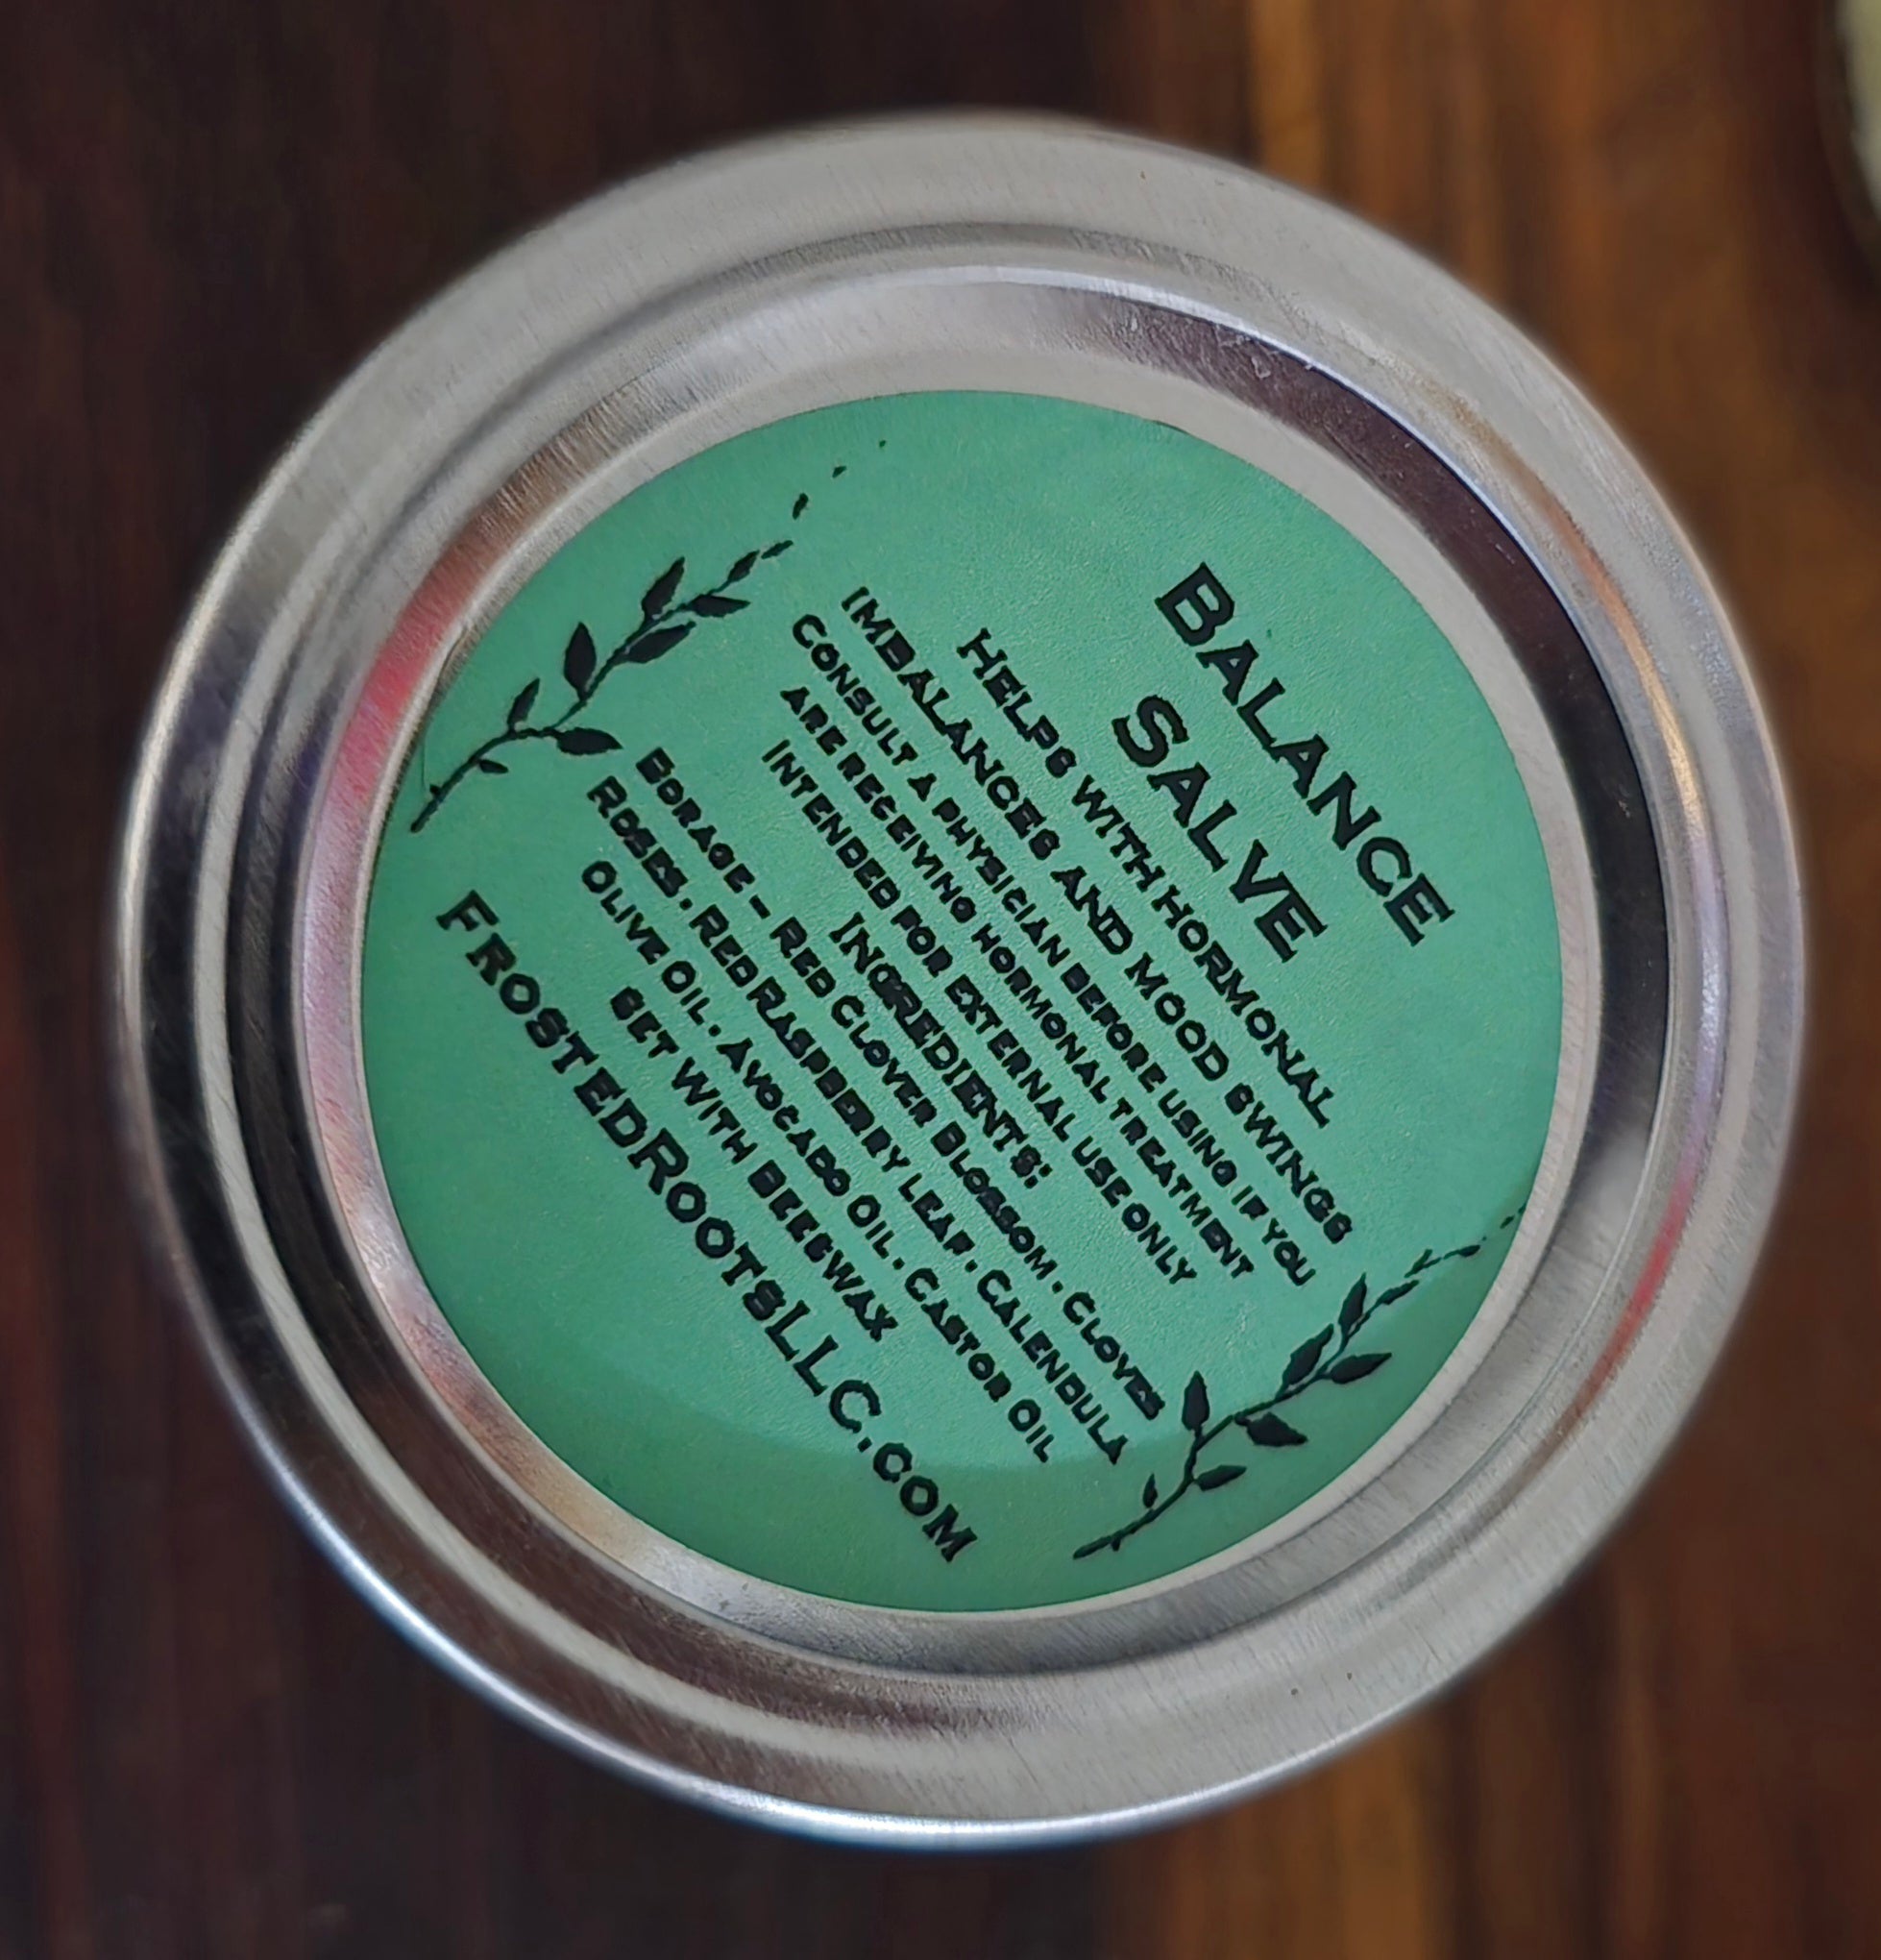 BALANCE
SALVE
HELPS WITH HORMONAL
IMBALANCES AND MOOD SWINGS
CONSULT A PHYSICIAN BEFORE USING IF YOU
ARE RECEIVING HORMONAL TREATMENT
INTENDED FOR EXTERNAL USE ONLY
INGREDIENTS:
BORAGE - RED CLOVER BLOSSOM . CLOVES
ROSES . RED RASPBERRY LEAF . CALENDULA
OLIVE OIL . AVOCADO OIL . CASTOR OIL
SET WITH BEESWAX
FROSTEDROOTSLLC.COM